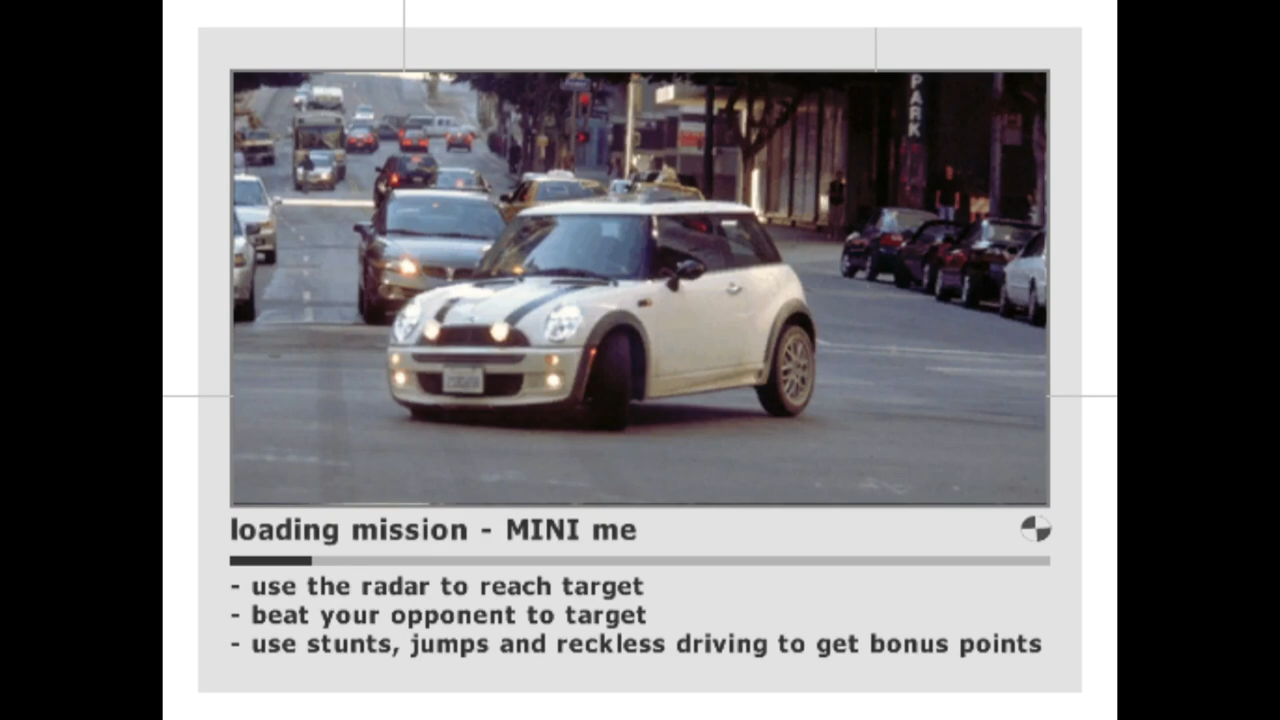 PARK
loading mission - MINI me
- use the radar to reach target
- beat your opponent to target
- use stunts, jumps and reckless driving to get bonus points